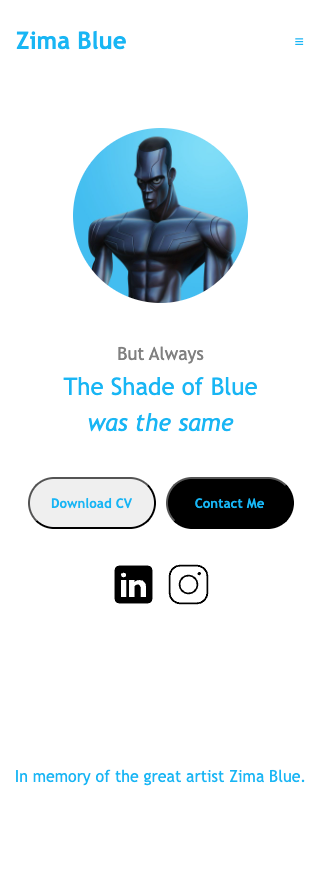 Zima Blue
But Always
The Shade of Blue
was the same
Download CV
Contact Me
in
In memory of the great artist Zima Blue.